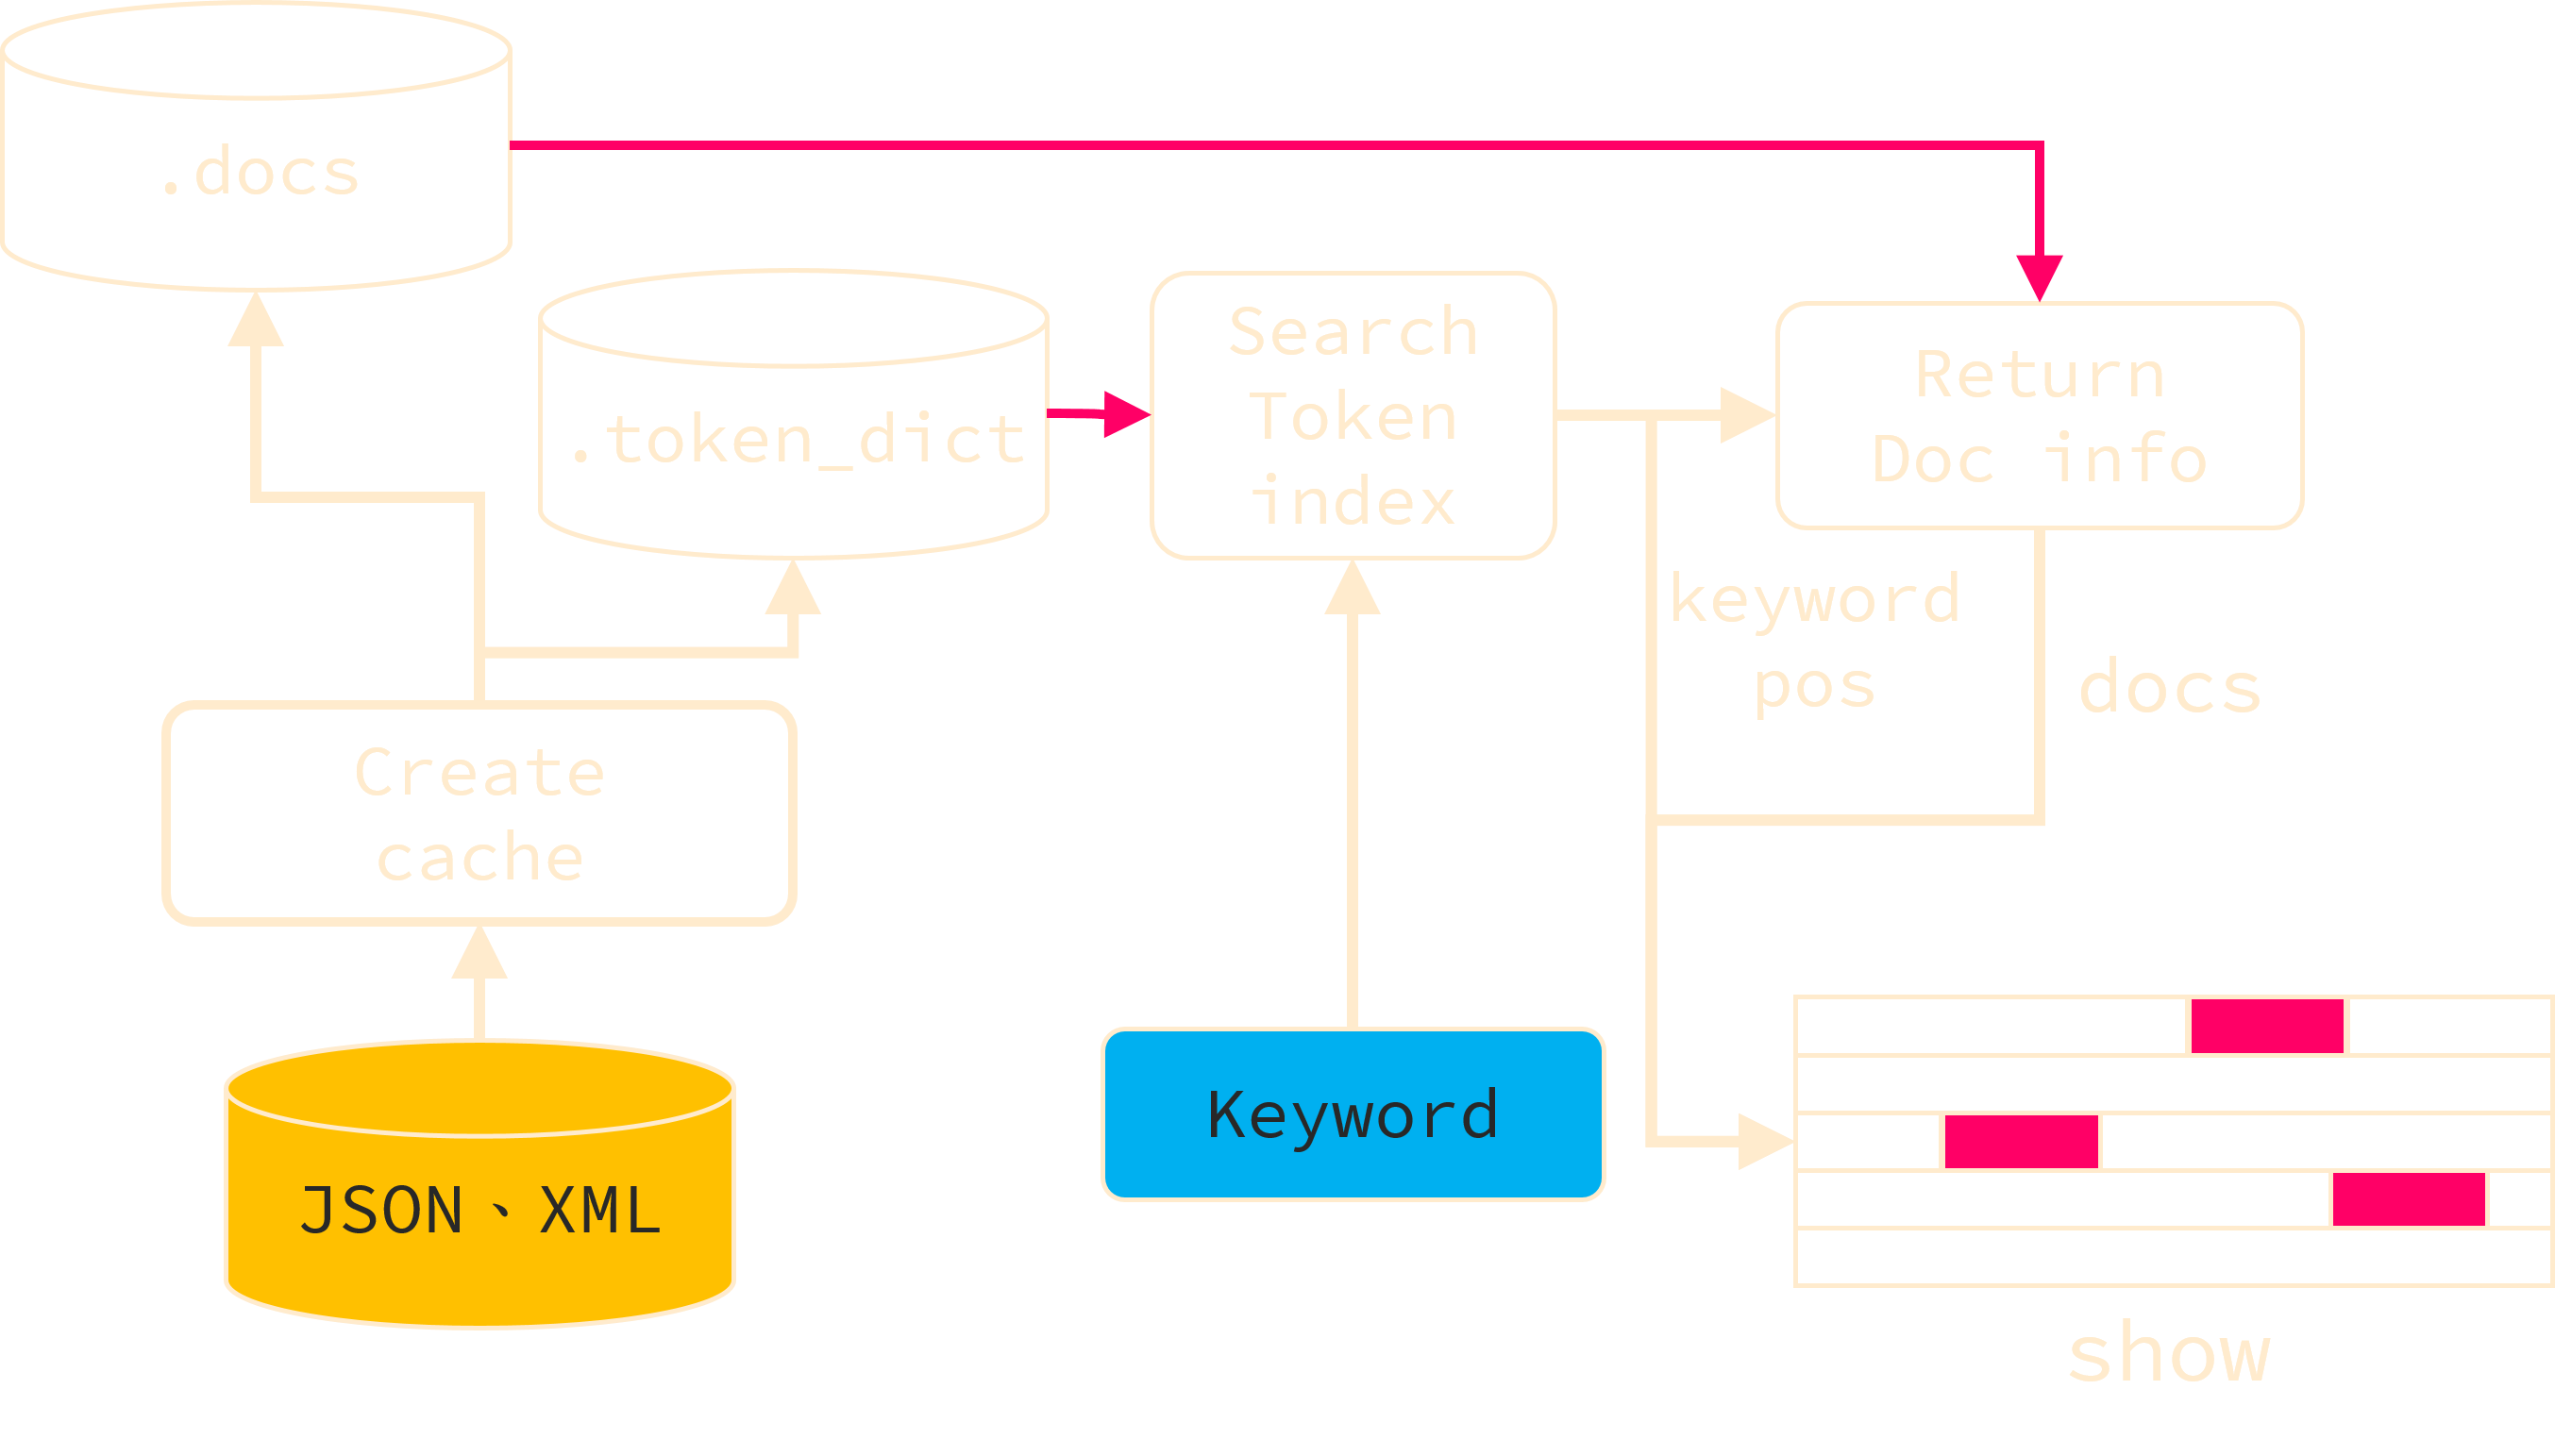 .docs
.token_dict
Search
Token
index
Return
Doc info
keyword
pos
docs
Create
cache
Keyword
JSON、XML
show